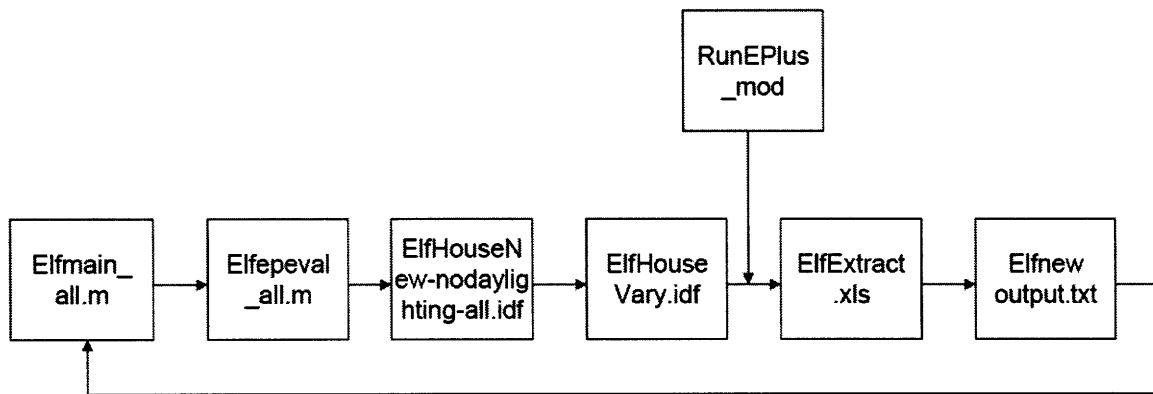 RunEPlus
_mod
Elfmain_
all.m
Elfepeval
_all.m
ElfHouseN
ew-nodaylig
hting-all.idf
ElfHouse
Vary.idf
ElfExtract
.xls
Elfnew
output.txt